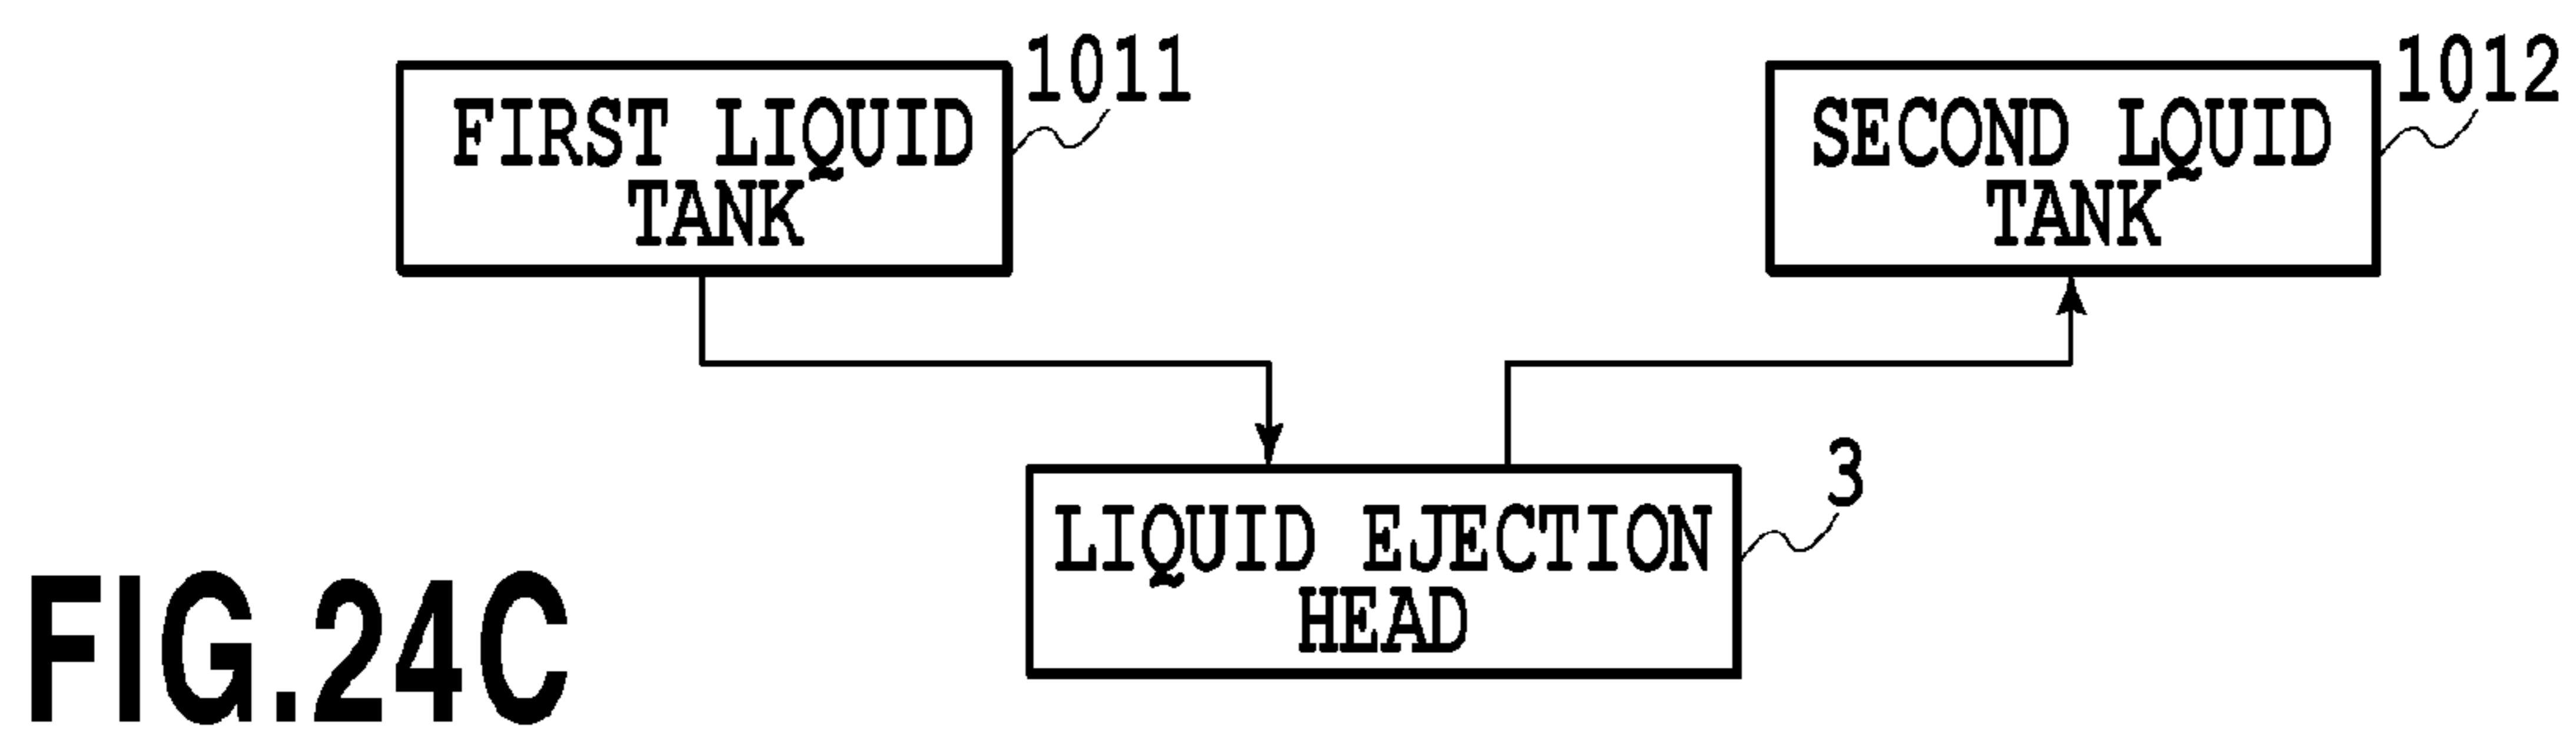 1011
FIRST LIQUID
TANK
1012
SECOND LQUID
TANK
3
LIQUID EJECTION
HEAD
FIG.24C